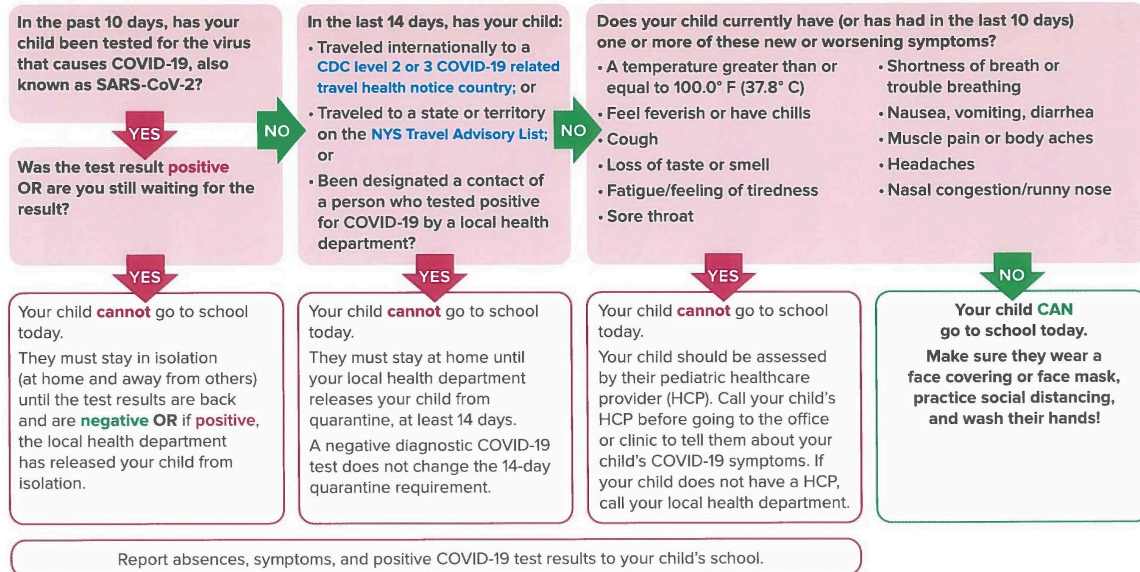 In the past 10 days, has your
child been tested for the virus
that causes COVID-19, also
known as SARS-CoV-2?
YES
NO
Was the test result positive
OR are you still waiting for the
result?
YES
Your child cannot go to school
today.
They must stay in isolation
(at home and away from others)
until the test results are back
and are negative OR if positive,
the local health department
has released your child from
isolation.
In the last 14 days, has your child:
• Traveled internationally to a
CDC level 2 or 3 COVID-19 related
travel health notice country; or
• Traveled to a state or territory
on the NYS Travel Advisory List;
or
• Been designated a contact of
a person who tested positive
for COVID-19 by a local health
department?
NO
YES
Your child cannot go to school
today.
They must stay at home until
your local health department
releases your child from
quarantine, at least 14 days.
A negative diagnostic COVID-19
test does not change the 14-day
quarantine requirement.
Does your child currently have (or has had in the last 10 days)
one or more of these new or worsening symptoms?
• A temperature greater than or
equal to 100.0° F (37.8° C)
• Feel feverish or have chills
• Cough
• Loss of taste or smell
• Fatigue/feeling of tiredness
• Sore throat
• Shortness of breath or
trouble breathing
• Nausea, vomiting, diarrhea
• Muscle pain or body aches
• Headaches
• Nasal congestion/runny nose
YES
Your child cannot go to school
today.
Your child should be assessed
by their pediatric healthcare
provider (HCP). Call your child's
HCP before going to the office
or clinic to tell them about your
child's COVID-19 symptoms. If
your child does not have a HCP,
call your local health department.
NO
Your child CAN
go to school today.
Make sure they wear a
face covering or face mask,
practice social distancing,
and wash their hands!
Report absences, symptoms, and positive COVID-19 test results to your child's school.